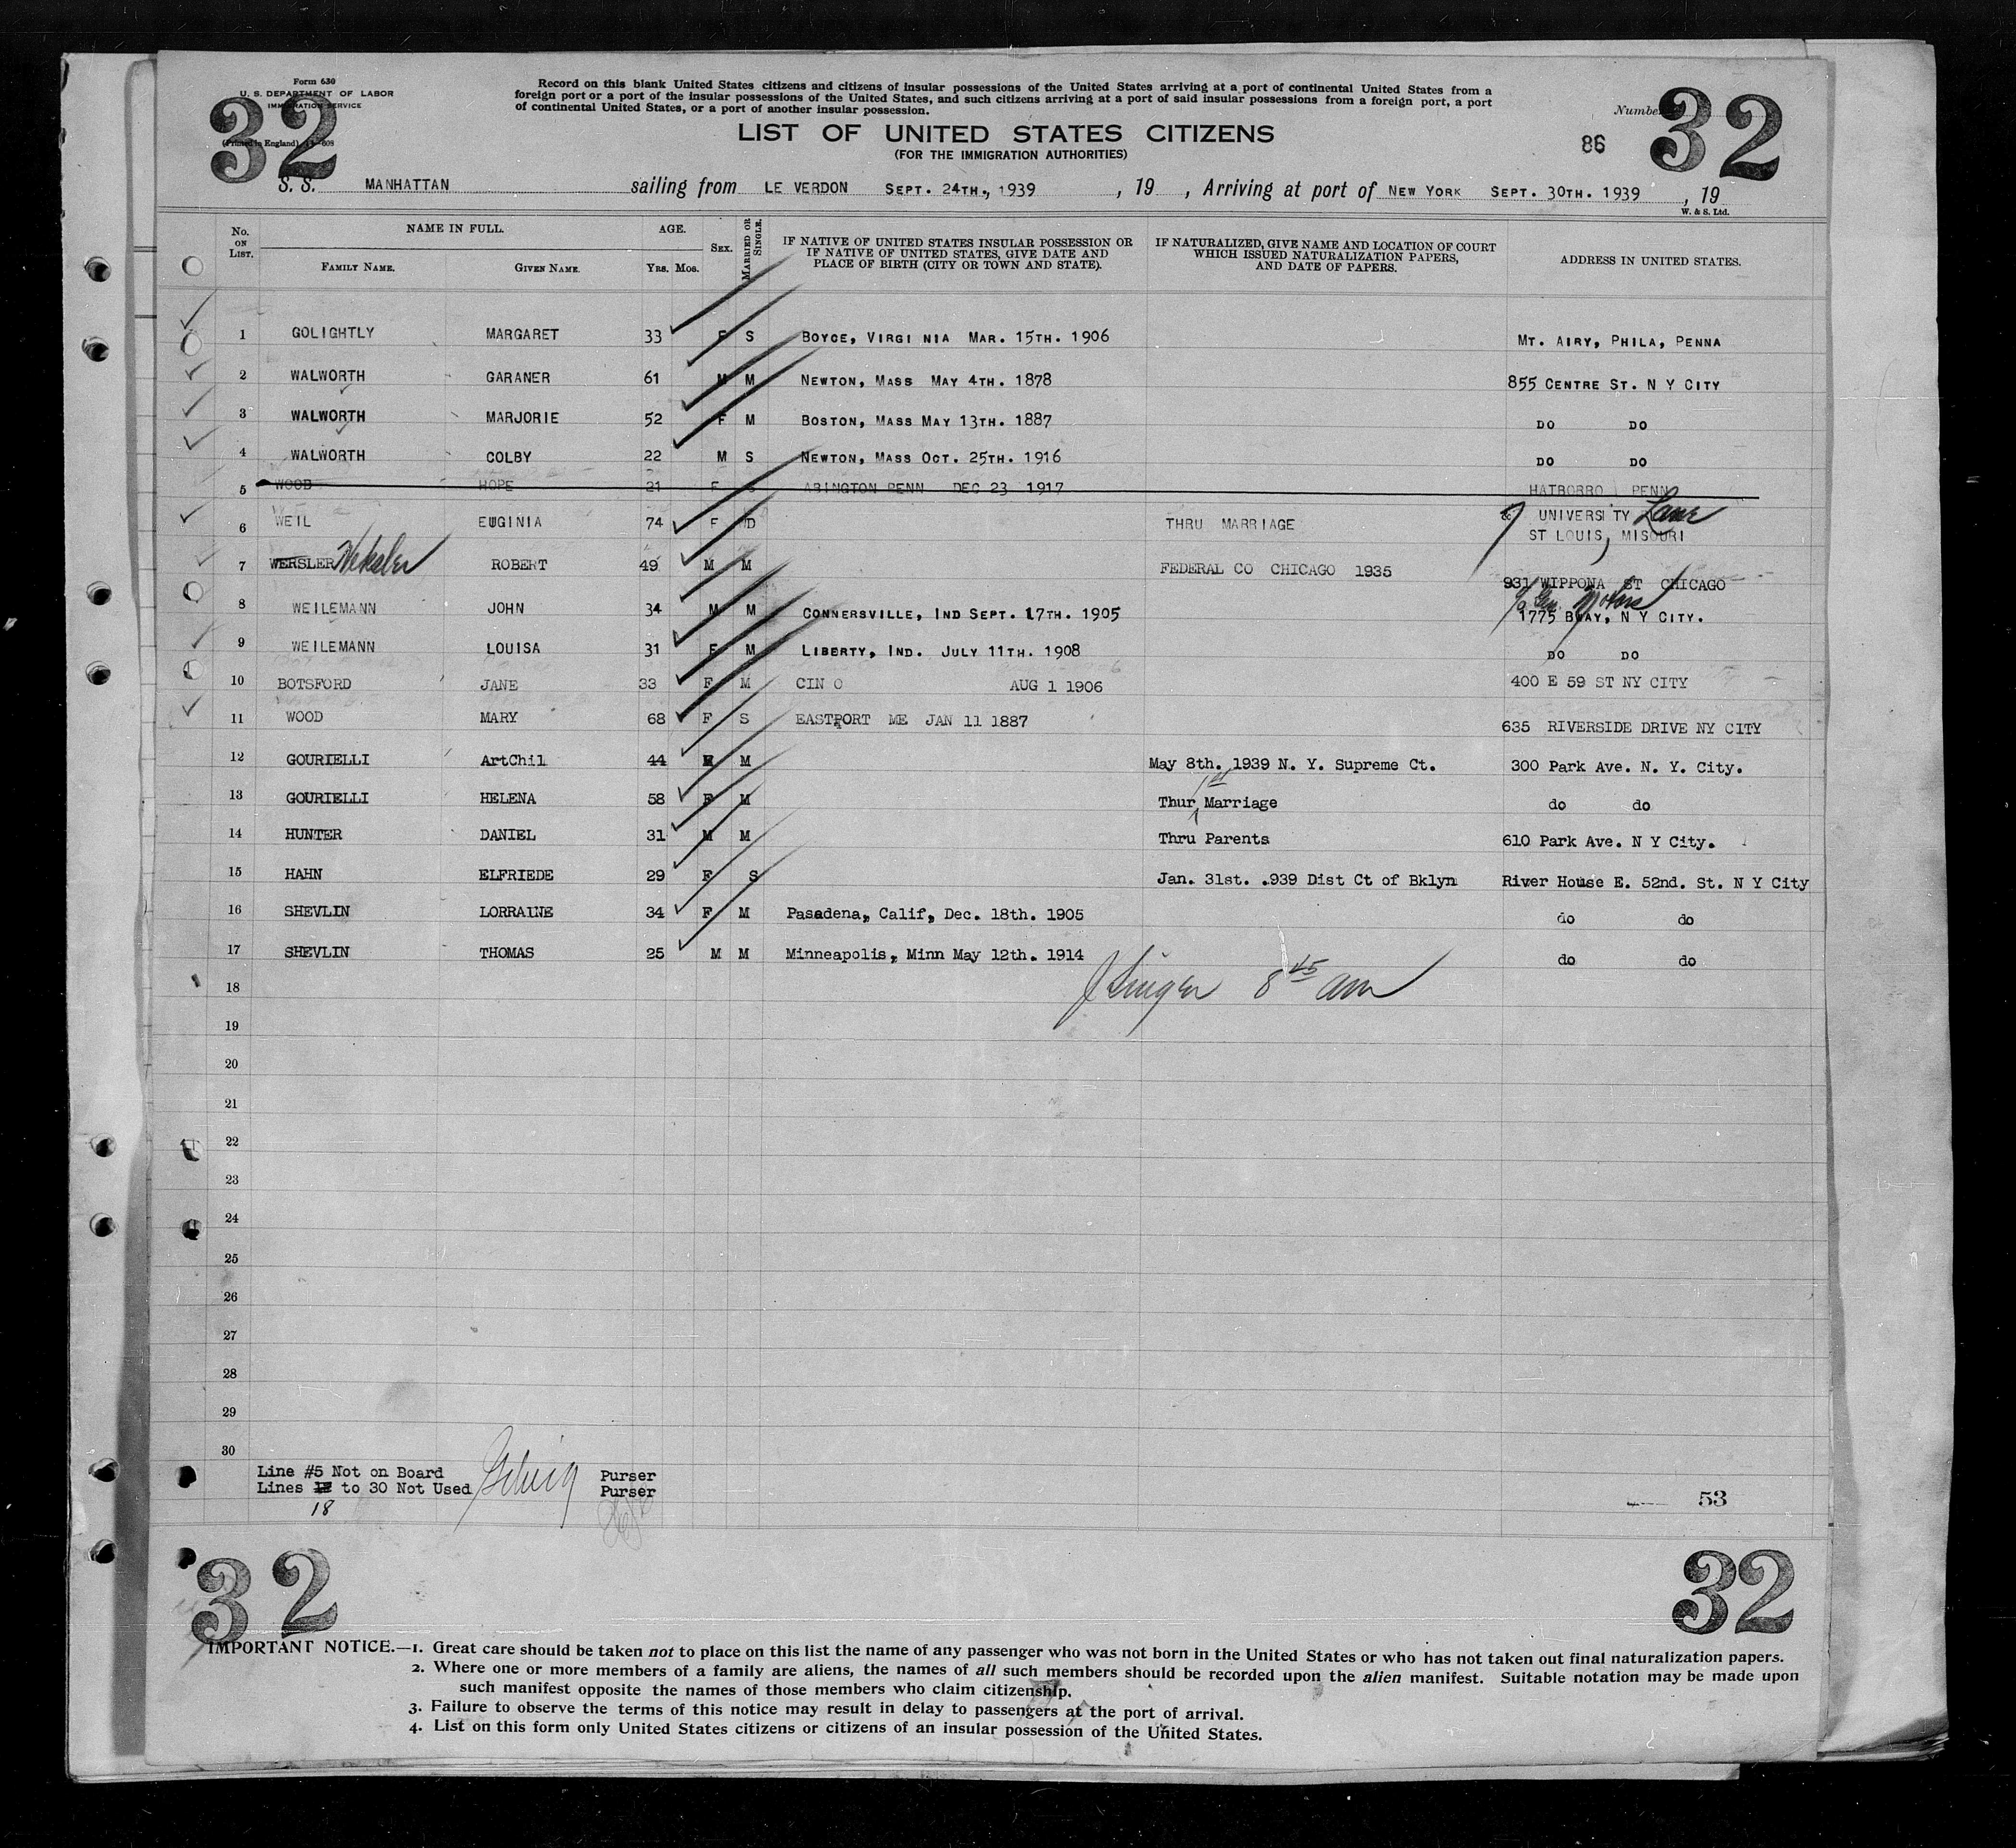 Form 630
U. S. DEPARTMENT OF LABOR
IMMIGRATION SERVICE
(Printed in England)
32
Record on this blank United States citizens and citizens of insular possessions of the United States arriving at a port of continental United States from a
foreign port or a port of the insular possessions of the United States, and such citizens arriving at a port of said insular possessions from a foreign port, a port
of continental United States, or a port of another insular possession.
LIST OF UNITED STATES CITIZENS
(FOR THE IMMIGRATION AUTHORITIES)
86
Number 32
S. S. MANHATTAN sailing from LE VERDON SEPT. 24TH., 1939, 19 , Arriving at port of NEW YORK SEPT. 30TH. 1939, 19
W. & S. Ltd.
No. ON LIST. NAME IN FULL. FAMILY NAME. GIVEN NAME. AGE. YRS. MOS. SEX. MARRIED OR SINGLE. IF NATIVE OF UNITED STATES INSULAR POSSESSION OR IF NATIVE OF UNITED STATES, GIVE DATE AND PLACE OF BIRTH (CITY OR TOWN AND STATE). IF NATURALIZED, GIVE NAME AND LOCATION OF COURT WHICH ISSUED NATURALIZATION PAPERS, AND DATE OF PAPERS. ADDRESS IN UNITED STATES.
1 GOLIGHTLY MARGARET 33 F S BOYCE, VIRGI NIA MAR. 15TH. 1906 MT. AIRY, PHILA, PENNA
2 WALWORTH GARANER 61 M M NEWTON, MASS MAY 4TH. 1878 855 CENTRE ST. N Y CITY
3 WALWORTH MARJORIE 52 F M BOSTON, MASS MAY 13TH. 1887 DO DO
4 WALWORTH COLBY 22 M S NEWTON, MASS OCT. 25TH. 1916 DO DO
5 WOOD HOPE 21 F S ABINGTON PENN DEC 23 1917 HATBORRO PENN
6 WEIL EUGINIA 74 F D THRU MARRIAGE 7 UNIVERSITY Lane
ST LOUIS, MISOURI
7 WERSLER Weksler ROBERT 49 M M FEDERAL CO CHICAGO 1935 931 WIPPONA ST CHICAGO
c/o Gen. Motors
8 WEILEMANN JOHN 34 M M CONNERSVILLE, IND SEPT. 17TH. 1905 1775 BWAY, N Y CITY.
9 WEILEMANN LOUISA 31 F M LIBERTY, IND. JULY 11TH. 1908 DO DO
10 BOTSFORD JANE 33 F M CIN O AUG 1 1906 400 E 59 ST NY CITY
11 WOOD MARY 68 F S EASTPORT ME JAN 11 1887 635 RIVERSIDE DRIVE NY CITY
12 GOURIELLI ArtChil 44 M M May 8th. 1939 N. Y. Supreme Ct. 300 Park Ave. N. Y. City.
13 GOURIELLI HELENA 58 F M Thur 1st Marriage do do
14 HUNTER DANIEL 31 M M Thru Parents 610 Park Ave. N Y City.
15 HAHN ELFRIEDE 29 F S Jan. 31st. .939 Dist Ct of Bklyn River House E. 52nd. St. N Y City
16 SHEVLIN LORRAINE 34 F M Pasadena, Calif, Dec. 18th. 1905 do do
17 SHEVLIN THOMAS 25 M M Minneapolis, Minn May 12th. 1914 do do
18 J Singer 8 45 am
19
20
21
22
23
24
25
26
27
28
29
30
Line #5 Not on Board Purser
Lines to 30 Not Used Purser
18
53
32
32
IMPORTANT NOTICE.—1. Great care should be taken not to place on this list the name of any passenger who was not born in the United States or who has not taken out final naturalization papers.
2. Where one or more members of a family are aliens, the names of all such members should be recorded upon the alien manifest. Suitable notation may be made upon
such manifest opposite the names of those members who claim citizenship.
3. Failure to observe the terms of this notice may result in delay to passengers at the port of arrival.
4. List on this form only United States citizens or citizens of an insular possession of the United States.